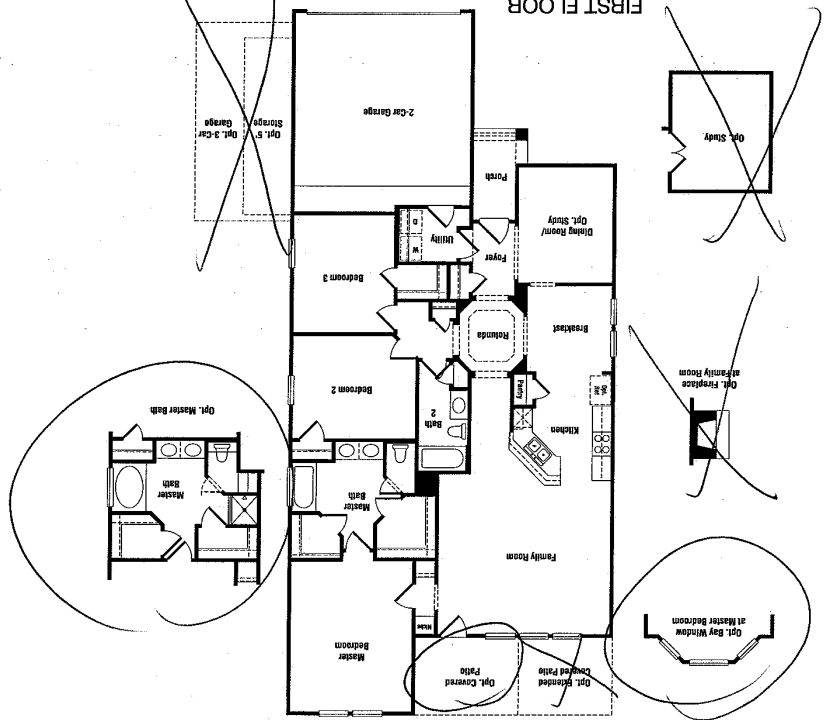 Opt. Bay Window
at Master Bedroom
Opt. Extended
Covered Patio
Opt. Covered
Patio
Master
Bedroom
Niche
Family Room
Master
Bath
Master
Bath
Opt. Master Bath
Kitchen
Bath
2
Pantry
Opt.
Ref
Bedroom 2
Opt. Fireplace
at Family Room
Breakfast
Rotunda
Bedroom 3
Dining Room/
Opt. Study
Foyer
Utility
W
D
Porch
Opt. Study
2-Car Garage
Opt. 5'
Storage
Opt. 3-Car
Garage
FIRST FLOOR